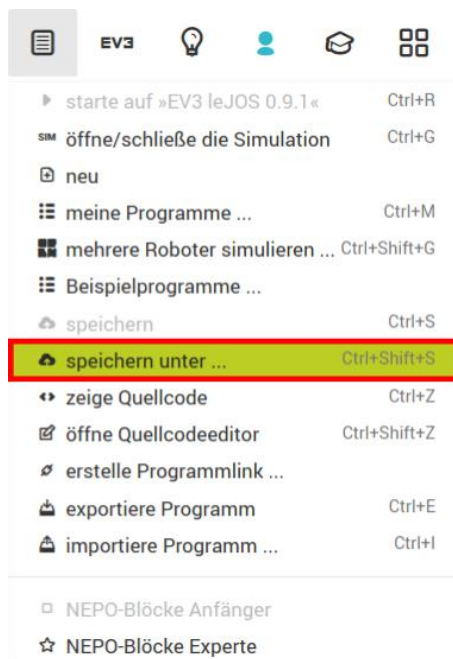 EV3
starte auf »EV3 leJOS 0.9.1« Ctrl+R
SIM öffne/schließe die Simulation Ctrl+G
neu
meine Programme ... Ctrl+M
mehrere Roboter simulieren ... Ctrl+Shift+G
Beispielprogramme ...
speichern Ctrl+S
speichern unter ... Ctrl+Shift+S
zeige Quellcode Ctrl+Z
öffne Quellcodeeditor Ctrl+Shift+Z
erstelle Programmlink ...
exportiere Programm Ctrl+E
importiere Programm ... Ctrl+I
NEPO-Blöcke Anfänger
NEPO-Blöcke Experte